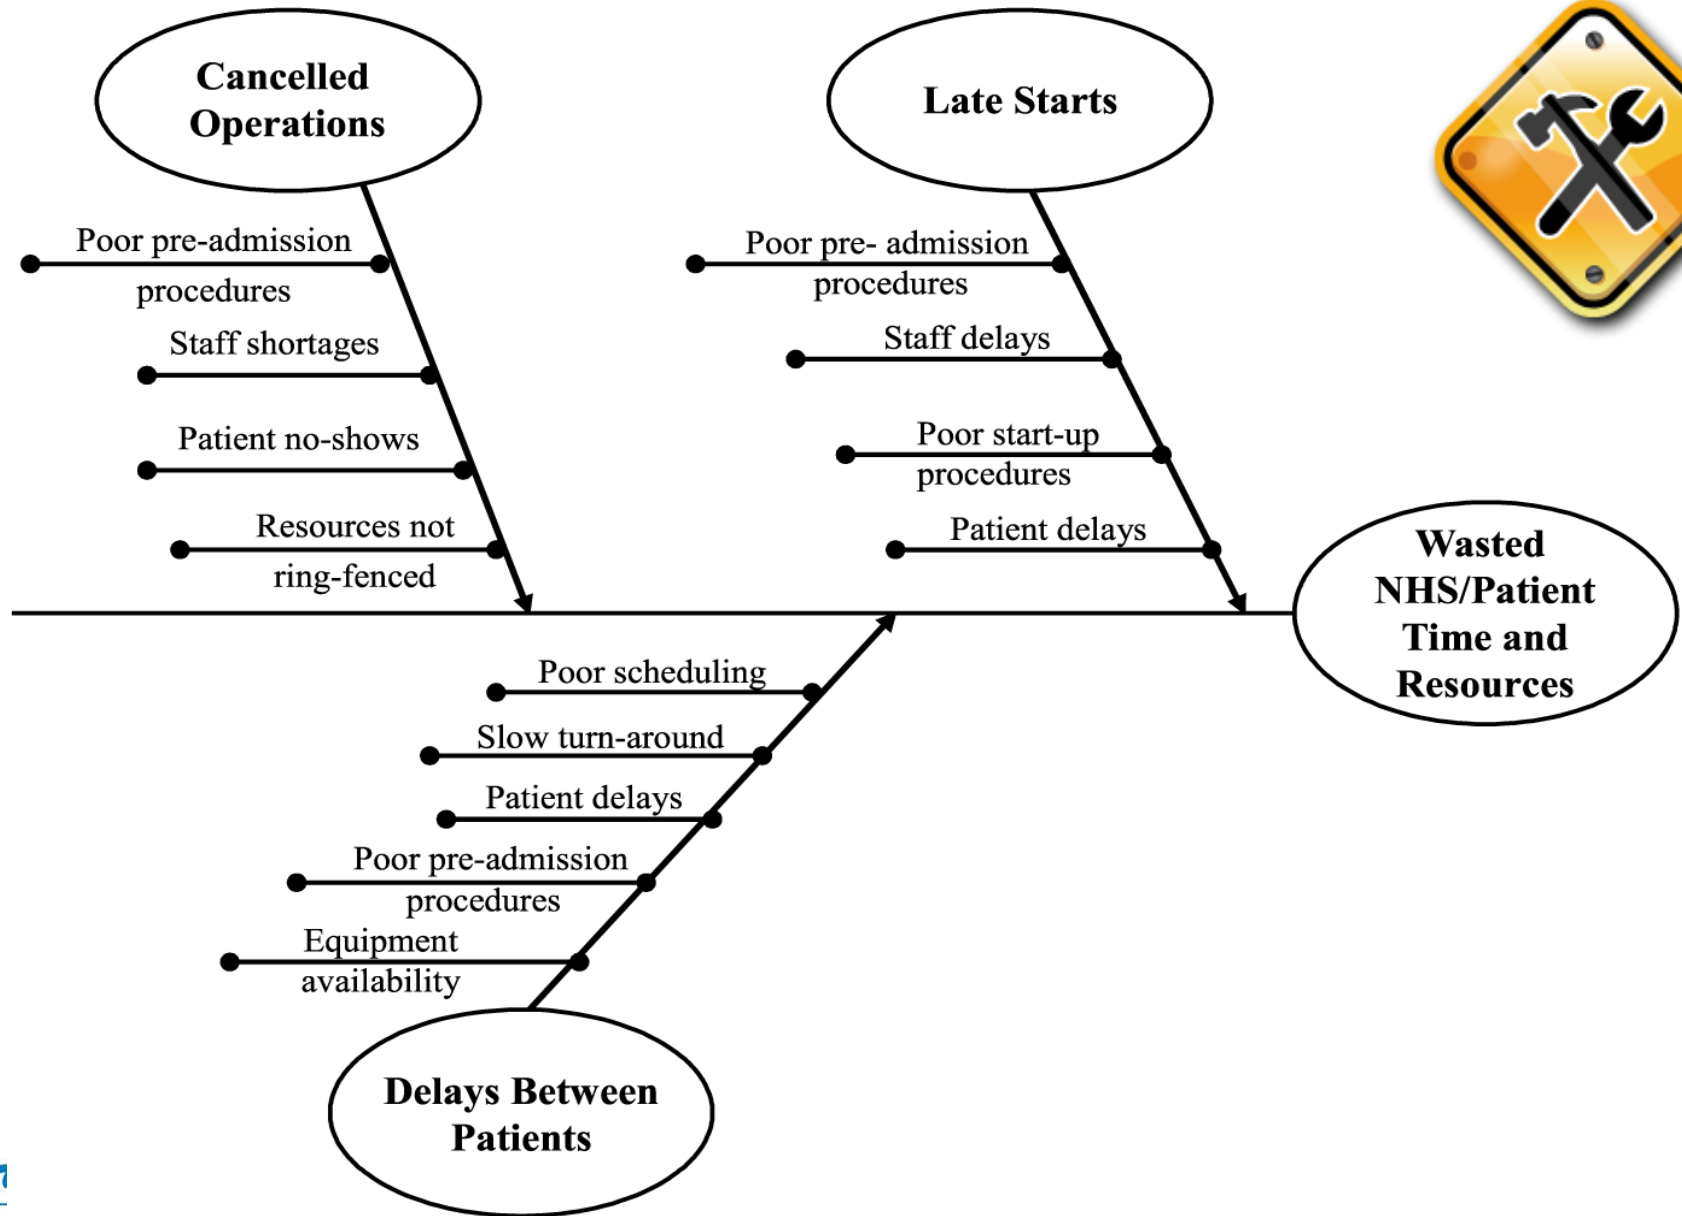 Cancelled
Operations
Poor pre-admission
procedures
Staff shortages
Patient no-shows
Resources not
ring-fenced
Late Starts
Poor pre- admission
procedures
Staff delays
Poor start-up
procedures
Patient delays
Wasted
NHS/Patient
Time and
Resources
Poor scheduling
Slow turn-around
Patient delays
Poor pre-admission
procedures
Equipment
availability
Delays Between
Patients